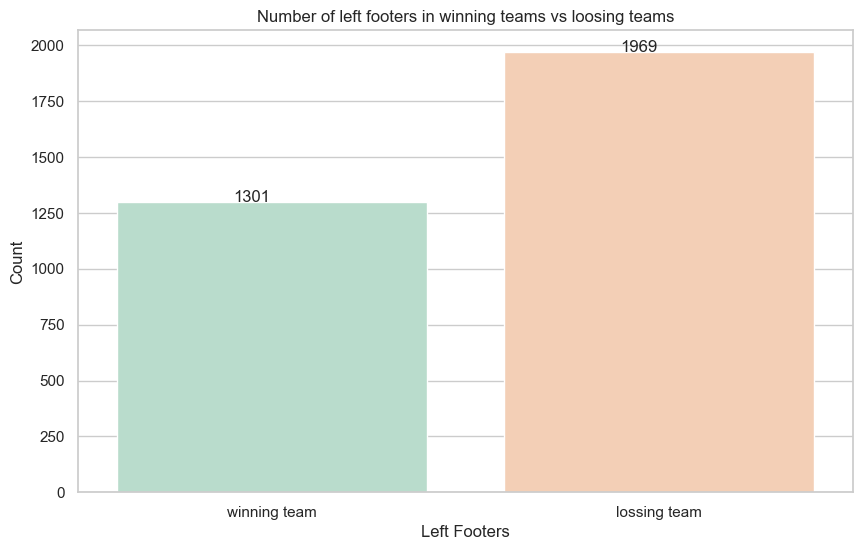 Number of left footers in winning teams vs loosing teams
2000
1750
1500
1250
1000
750
500
250
0
Count
1301
1969
winning team
lossing team
Left Footers